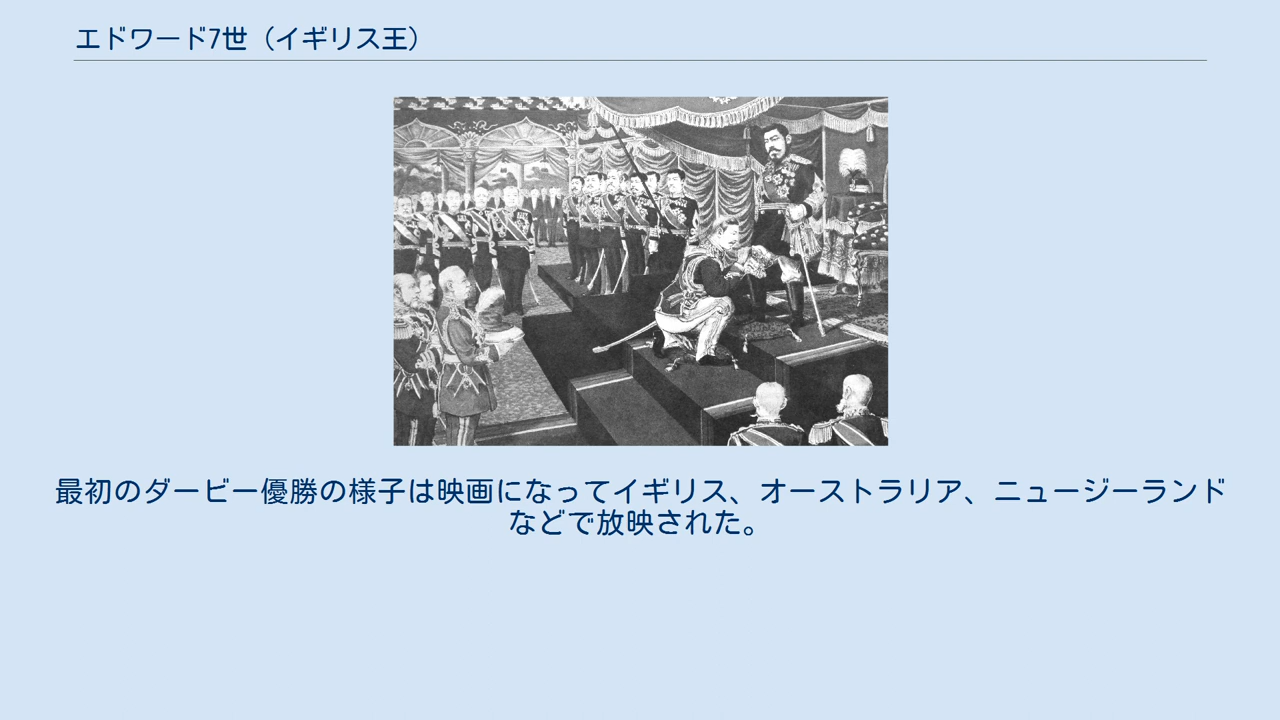 エドワード7世（イギリス王）
最初のダービー優勝の様子は映画になってイギリス、オーストラリア、ニュージーランド
などで放映された。